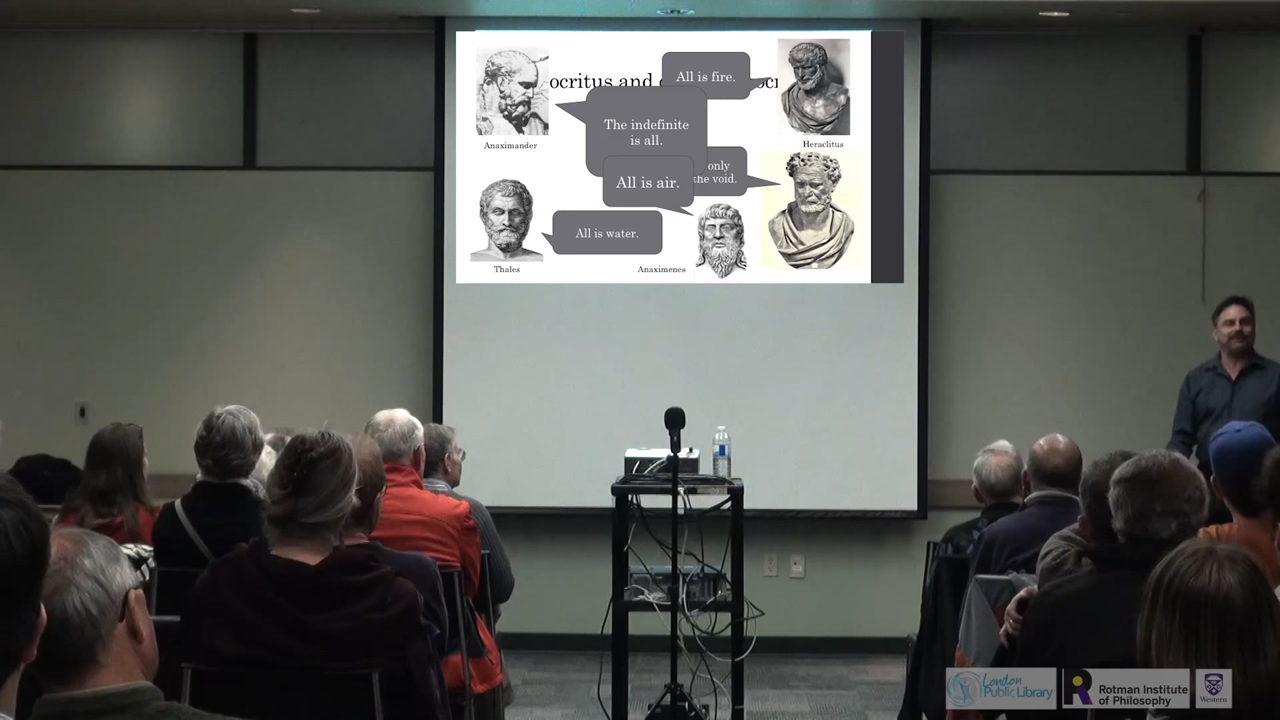 ocritus and
All is fire.
The indefinite
is all.
Anaximander
Heraclitus
only
the void.
All is air.
All is water.
Thales
Anaximenes
London
Public Library
Rotman Institute
of Philosophy
Western